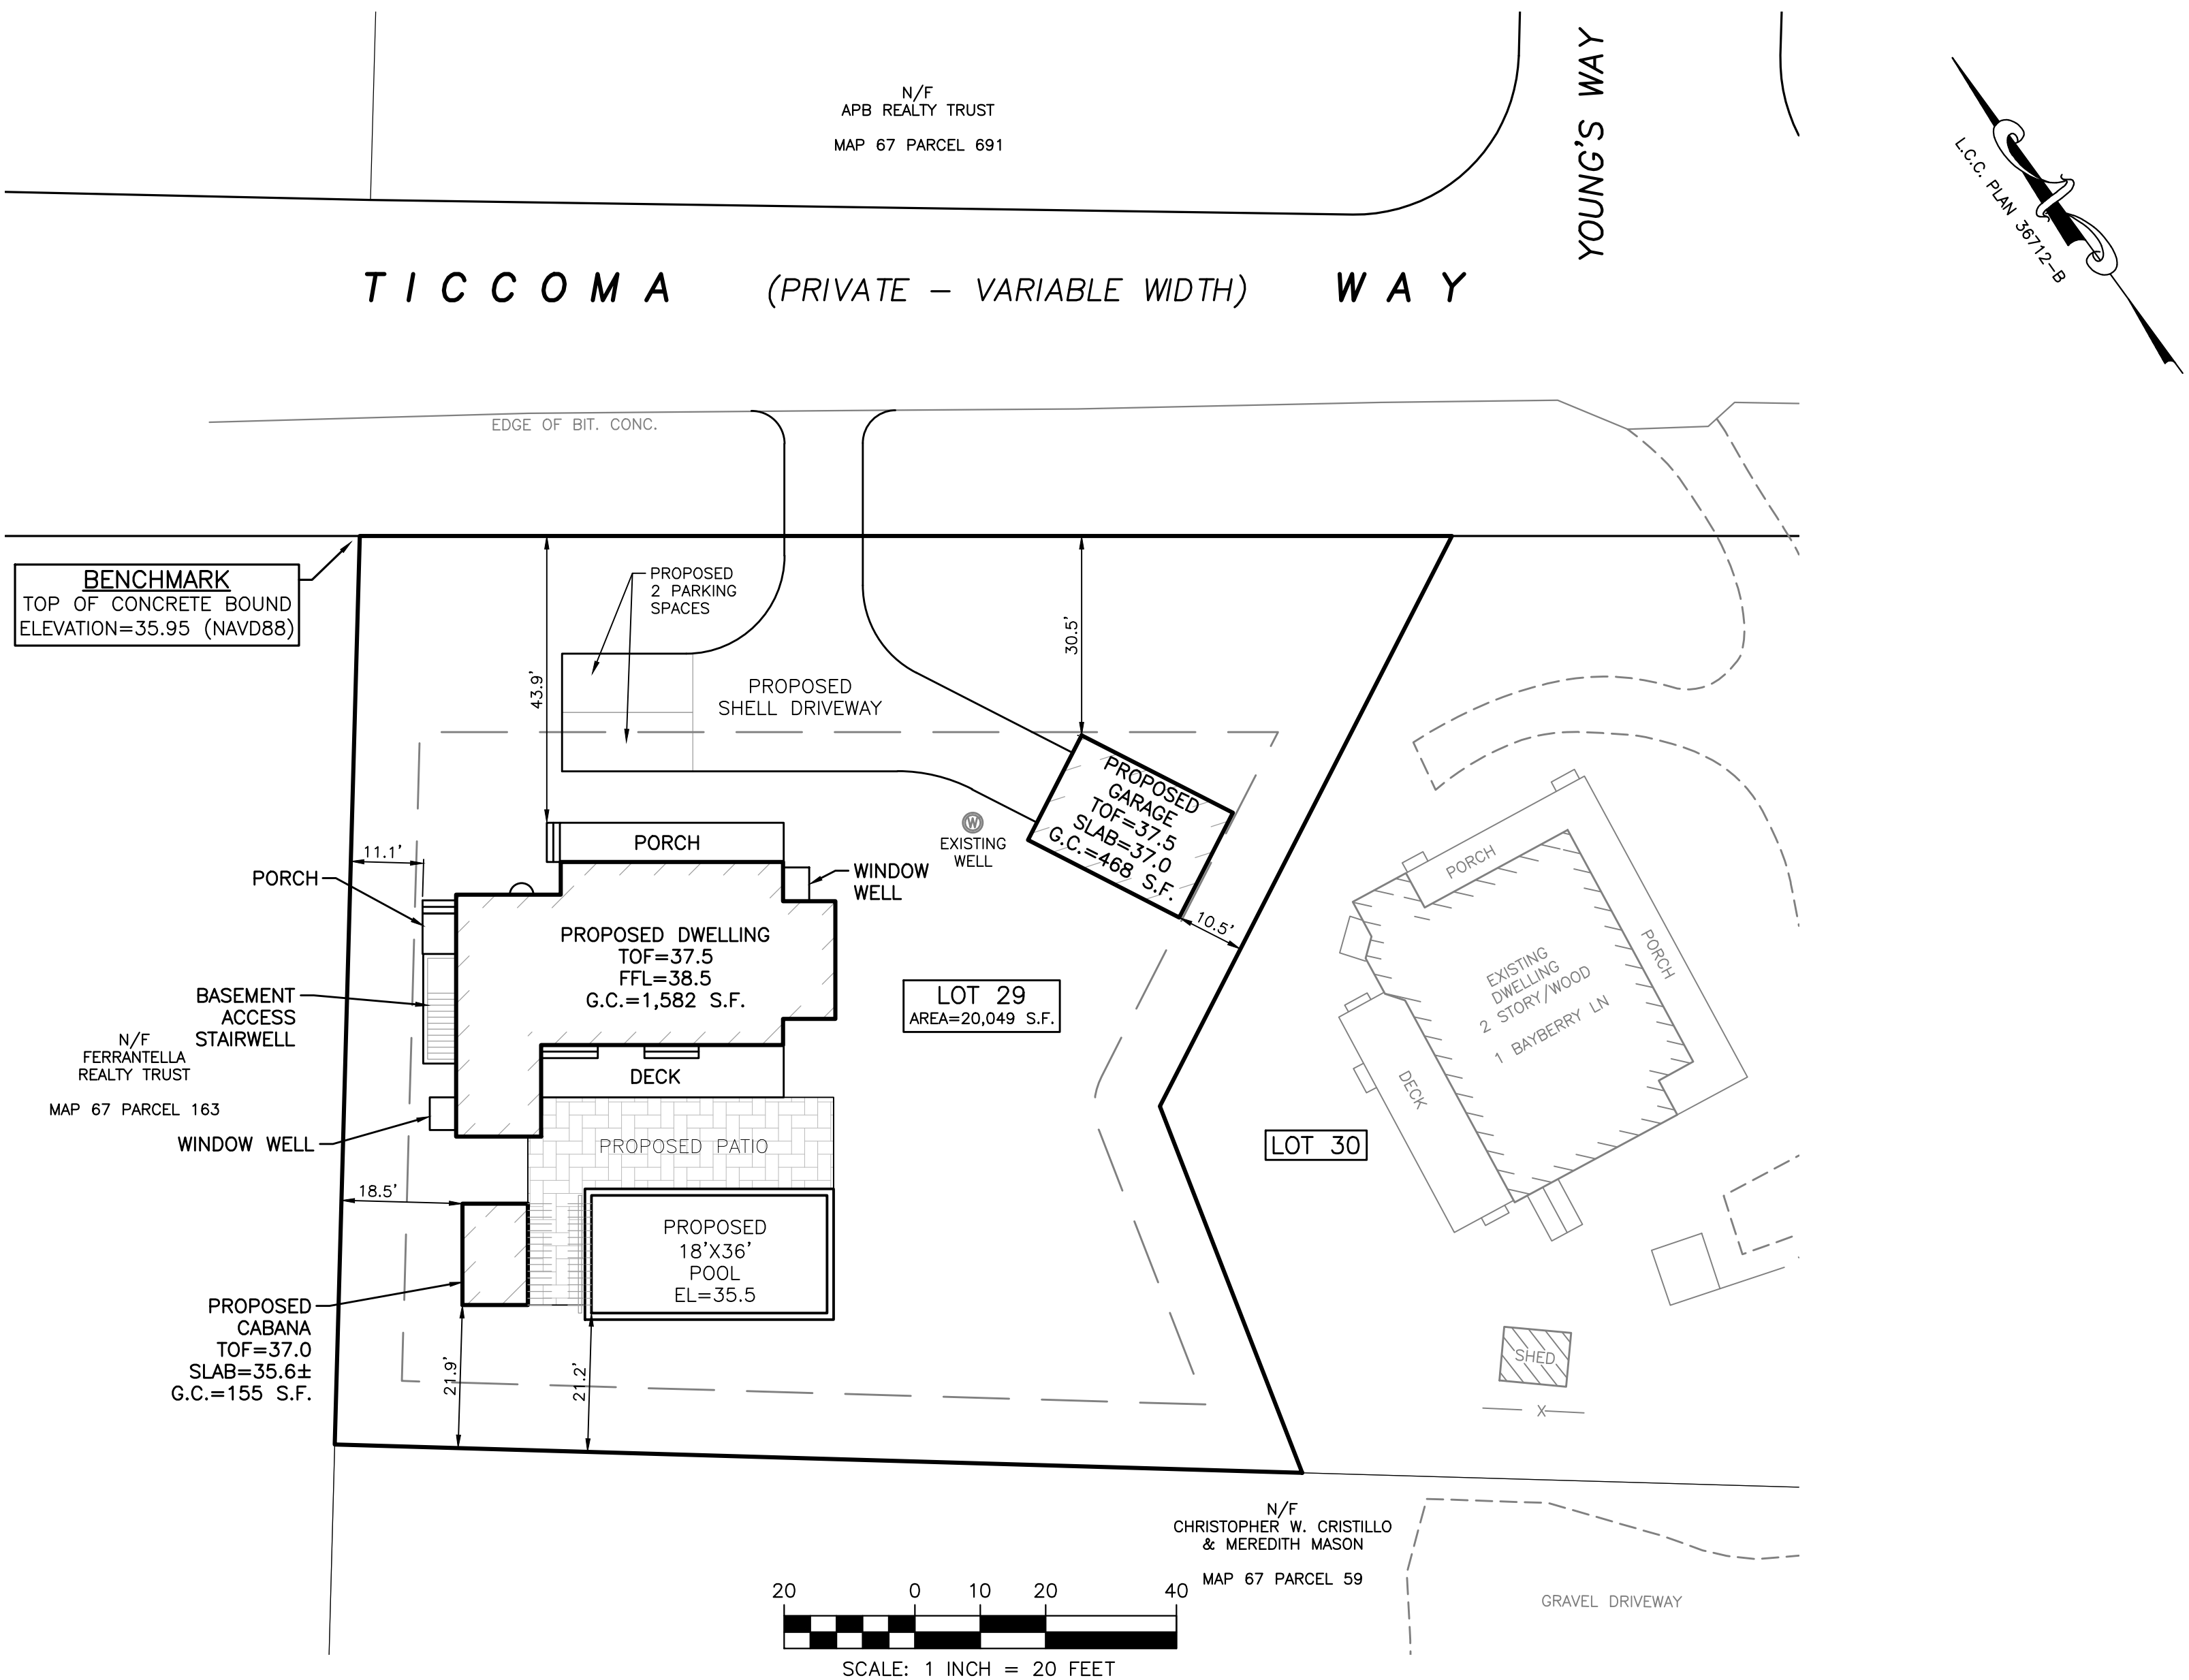 N/F
APB REALTY TRUST
MAP 67 PARCEL 691
YOUNG'S WAY
L.C.C. PLAN 36712-B
TICCOMA (PRIVATE - VARIABLE WIDTH) WAY
EDGE OF BIT. CONC.
BENCHMARK
TOP OF CONCRETE BOUND
ELEVATION=35.95 (NAVD88)
PROPOSED
2 PARKING
SPACES
43.9'
30.5'
PROPOSED
SHELL DRIVEWAY
PROPOSED
GARAGE
TOF=37.5
SLAB=37.0
G.C.=468 S.F.
10.5'
W
EXISTING
WELL
11.1'
PORCH
PORCH
WINDOW
WELL
PROPOSED DWELLING
TOF=37.5
FFL=38.5
G.C.=1,582 S.F.
BASEMENT
ACCESS
STAIRWELL
N/F
FERRANTELLA
REALTY TRUST
MAP 67 PARCEL 163
LOT 29
AREA=20,049 S.F.
DECK
WINDOW WELL
PROPOSED PATIO
18.5'
PROPOSED
18'X36'
POOL
EL=35.5
PROPOSED
CABANA
TOF=37.0
SLAB=35.6±
G.C.=155 S.F.
21.9'
21.2'
PORCH
PORCH
EXISTING
DWELLING
2 STORY/WOOD
1 BAYBERRY LN
DECK
LOT 30
SHED
X
N/F
CHRISTOPHER W. CRISTILLO
& MEREDITH MASON
MAP 67 PARCEL 59
GRAVEL DRIVEWAY
20 0 10 20 40
SCALE: 1 INCH = 20 FEET